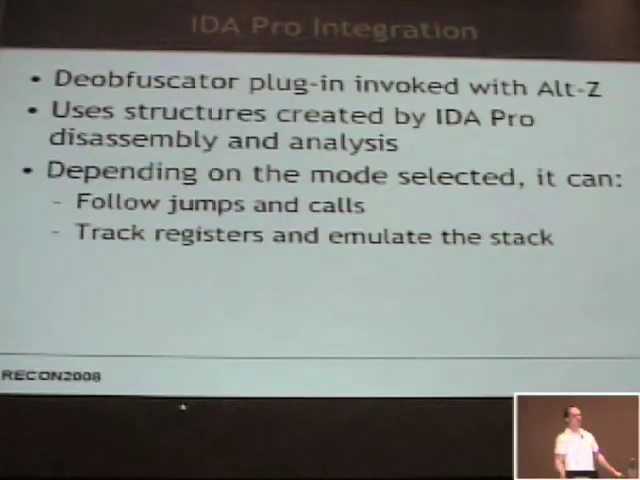 IDA Pro Integration
• Deobfuscator plug-in invoked with Alt-Z
• Uses structures created by IDA Pro
disassembly and analysis
• Depending on the mode selected, it can:
– Follow jumps and calls
– Track registers and emulate the stack
RECON2008